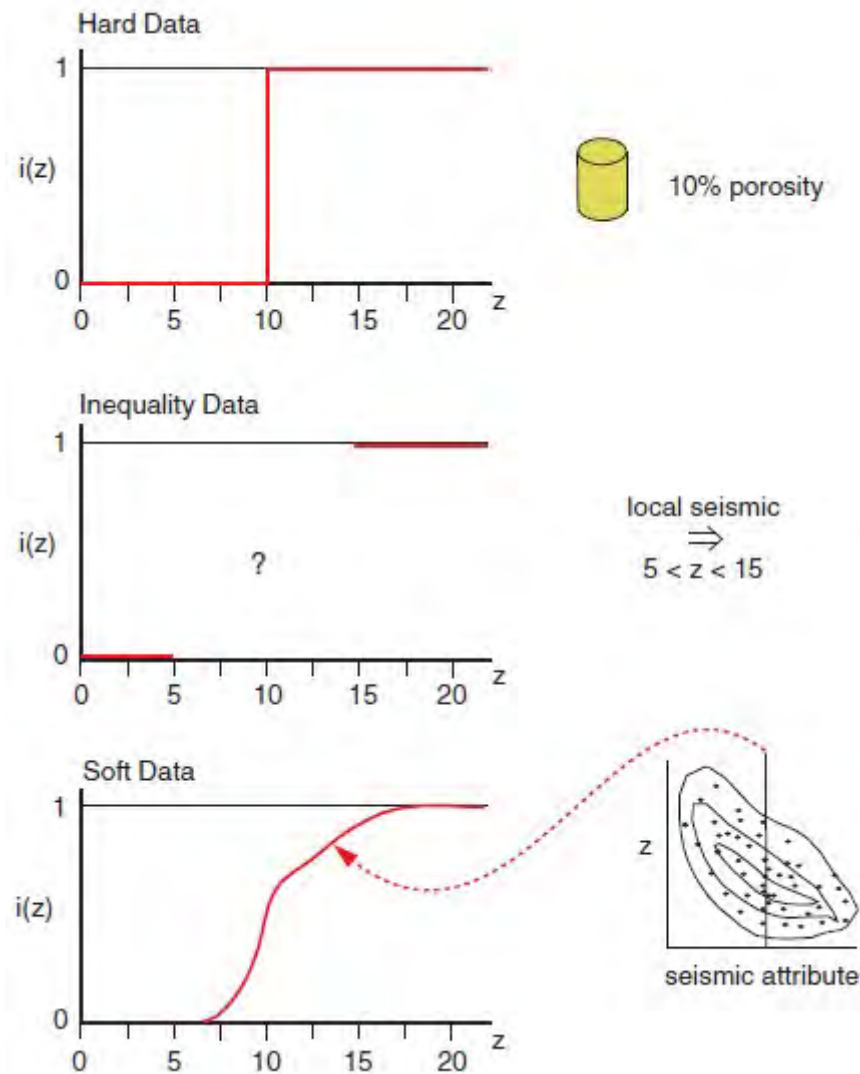 Hard Data
1
i(z)
0
0 5 10 15 20 z
10% porosity
Inequality Data
1
i(z)
?
0
0 5 10 15 20 z
local seismic
⇒
5 < z < 15
Soft Data
1
i(z)
0
0 5 10 15 20 z
z
seismic attribute